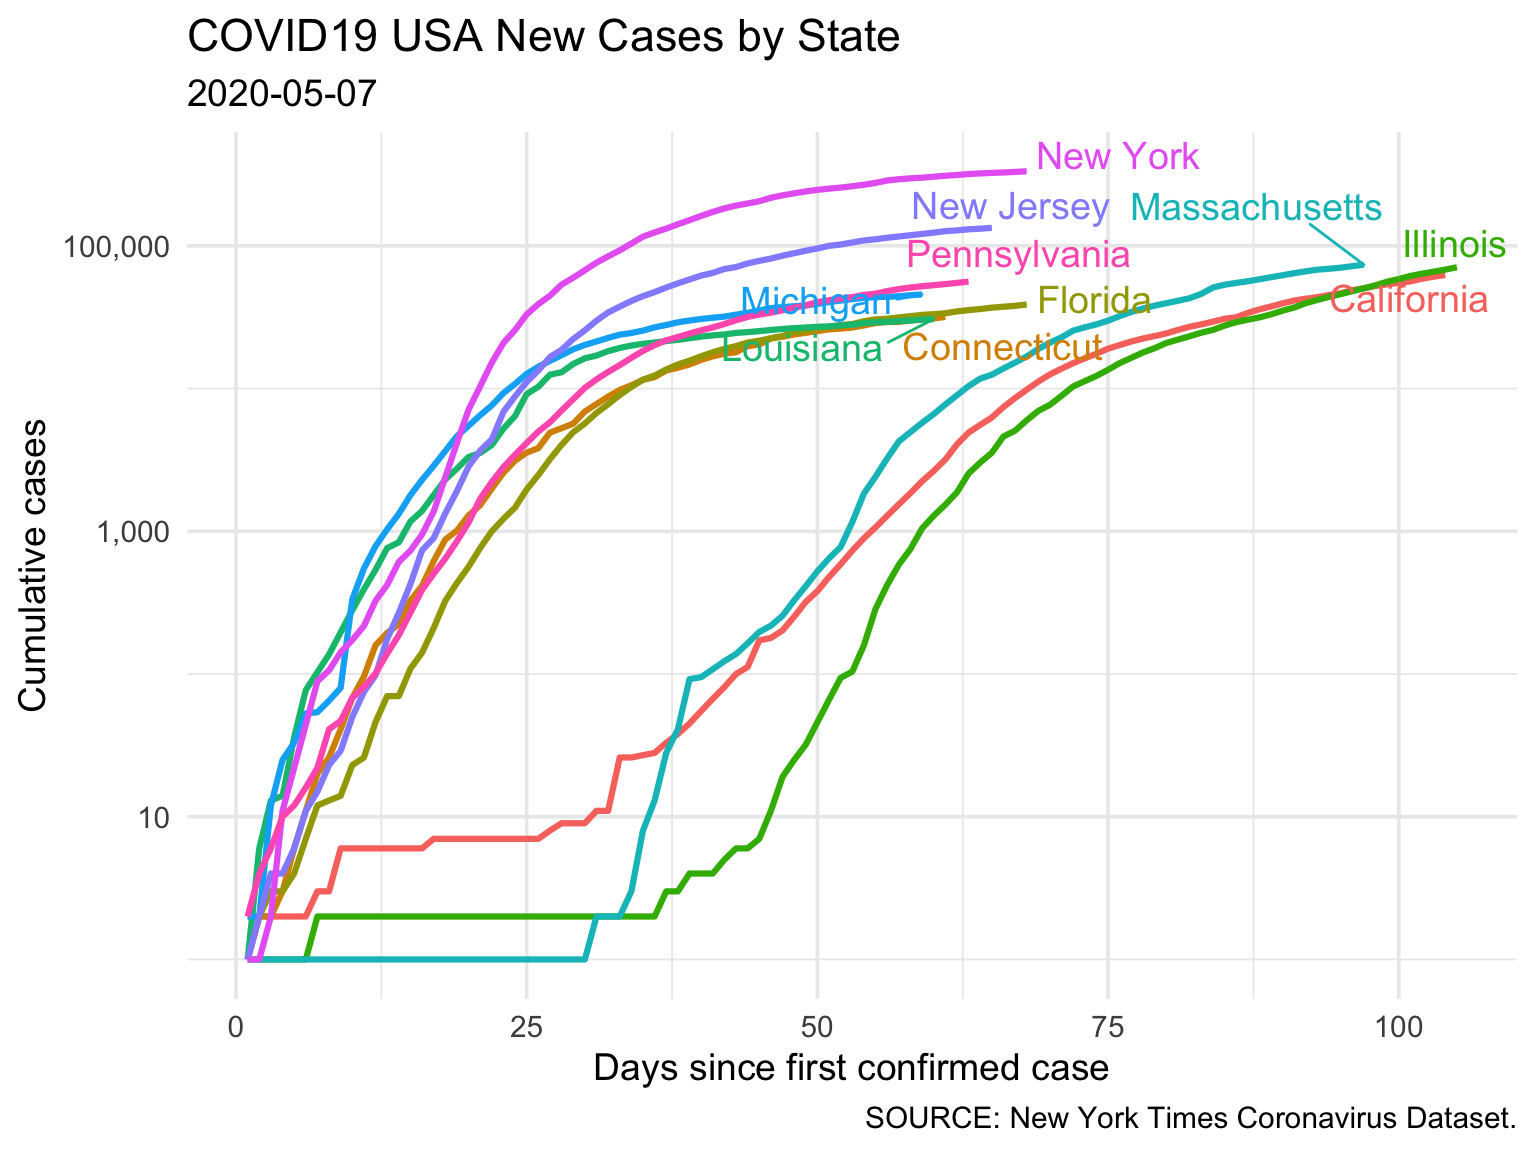 COVID19 USA New Cases by State
2020-05-07
New York
New Jersey
Massachusetts
Illinois
Pennsylvania
Michigan
Florida
California
Louisiana
Connecticut
100,000
1,000
10
Cumulative cases
0 25 50 75 100
Days since first confirmed case
SOURCE: New York Times Coronavirus Dataset.